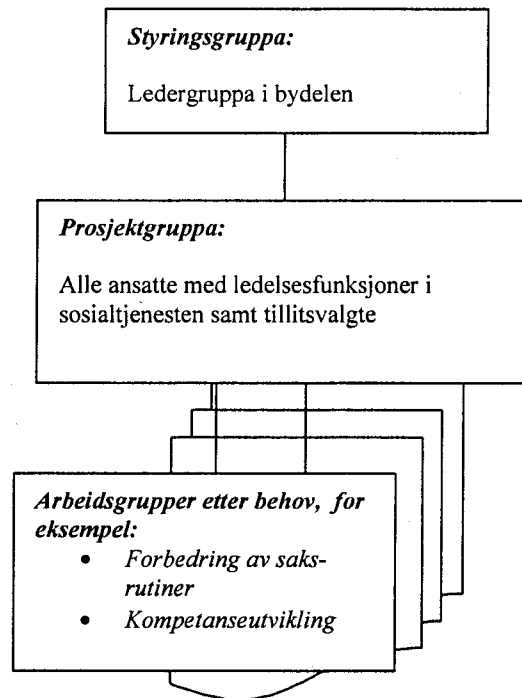 Styringsgruppa:
Ledergruppa i bydelen
Prosjektgruppa:
Alle ansatte med ledelsesfunksjoner i
sosialtjenesten samt tillitsvalgte
Arbeidsgrupper etter behov, for
eksempel:
• Forbedring av saks-
rutiner
• Kompetanseutvikling